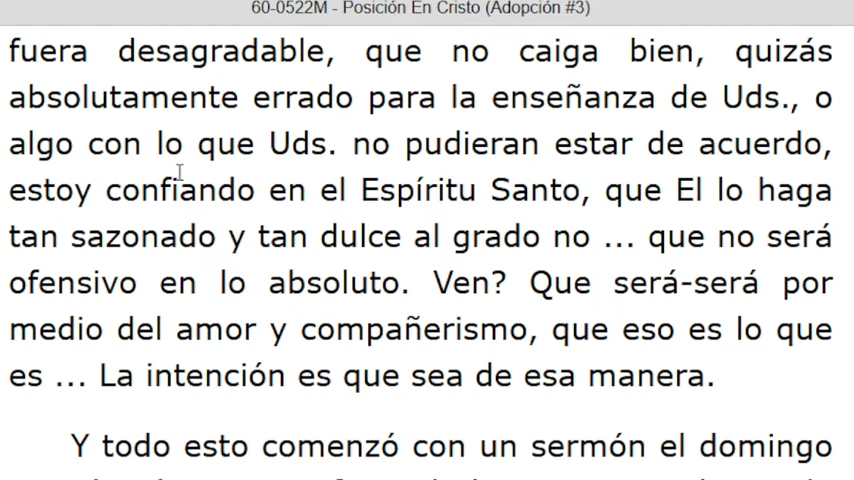 60-0522M - Posición En Cristo (Adopción #3)
fuera desagradable, que no caiga bien, quizás
absolutamente errado para la enseñanza de Uds., o
algo con lo que Uds. no pudieran estar de acuerdo,
estoy confiando en el Espíritu Santo, que El lo haga
tan sazonado y tan dulce al grado no ... que no será
ofensivo en lo absoluto. Ven? Que será-será por
medio del amor y compañerismo, que eso es lo que
es ... La intención es que sea de esa manera.
Y todo esto comenzó con un sermón el domingo